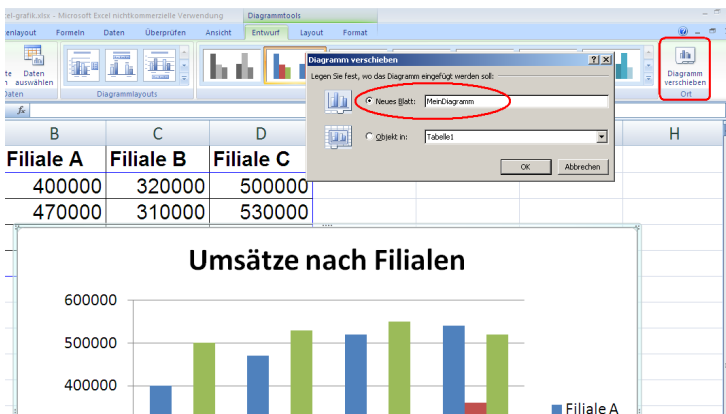 cel-grafik.xlsx - Microsoft Excel nichtkommerzielle Verwendung
Diagrammtools
enlayout Formeln Daten Überprüfen Ansicht Entwurf Layout Format
te Daten
n auswählen
Daten
Diagrammlayouts
Diagramm
verschieben
Ort
Diagramm verschieben
Legen Sie fest, wo das Diagramm eingefügt werden soll:
Neues Blatt: MeinDiagramm
Objekt in: Tabelle1
OK Abbrechen
fx
B C D H
Filiale A Filiale B Filiale C
400000 320000 500000
470000 310000 530000
Umsätze nach Filialen
600000
500000
400000
Filiale A